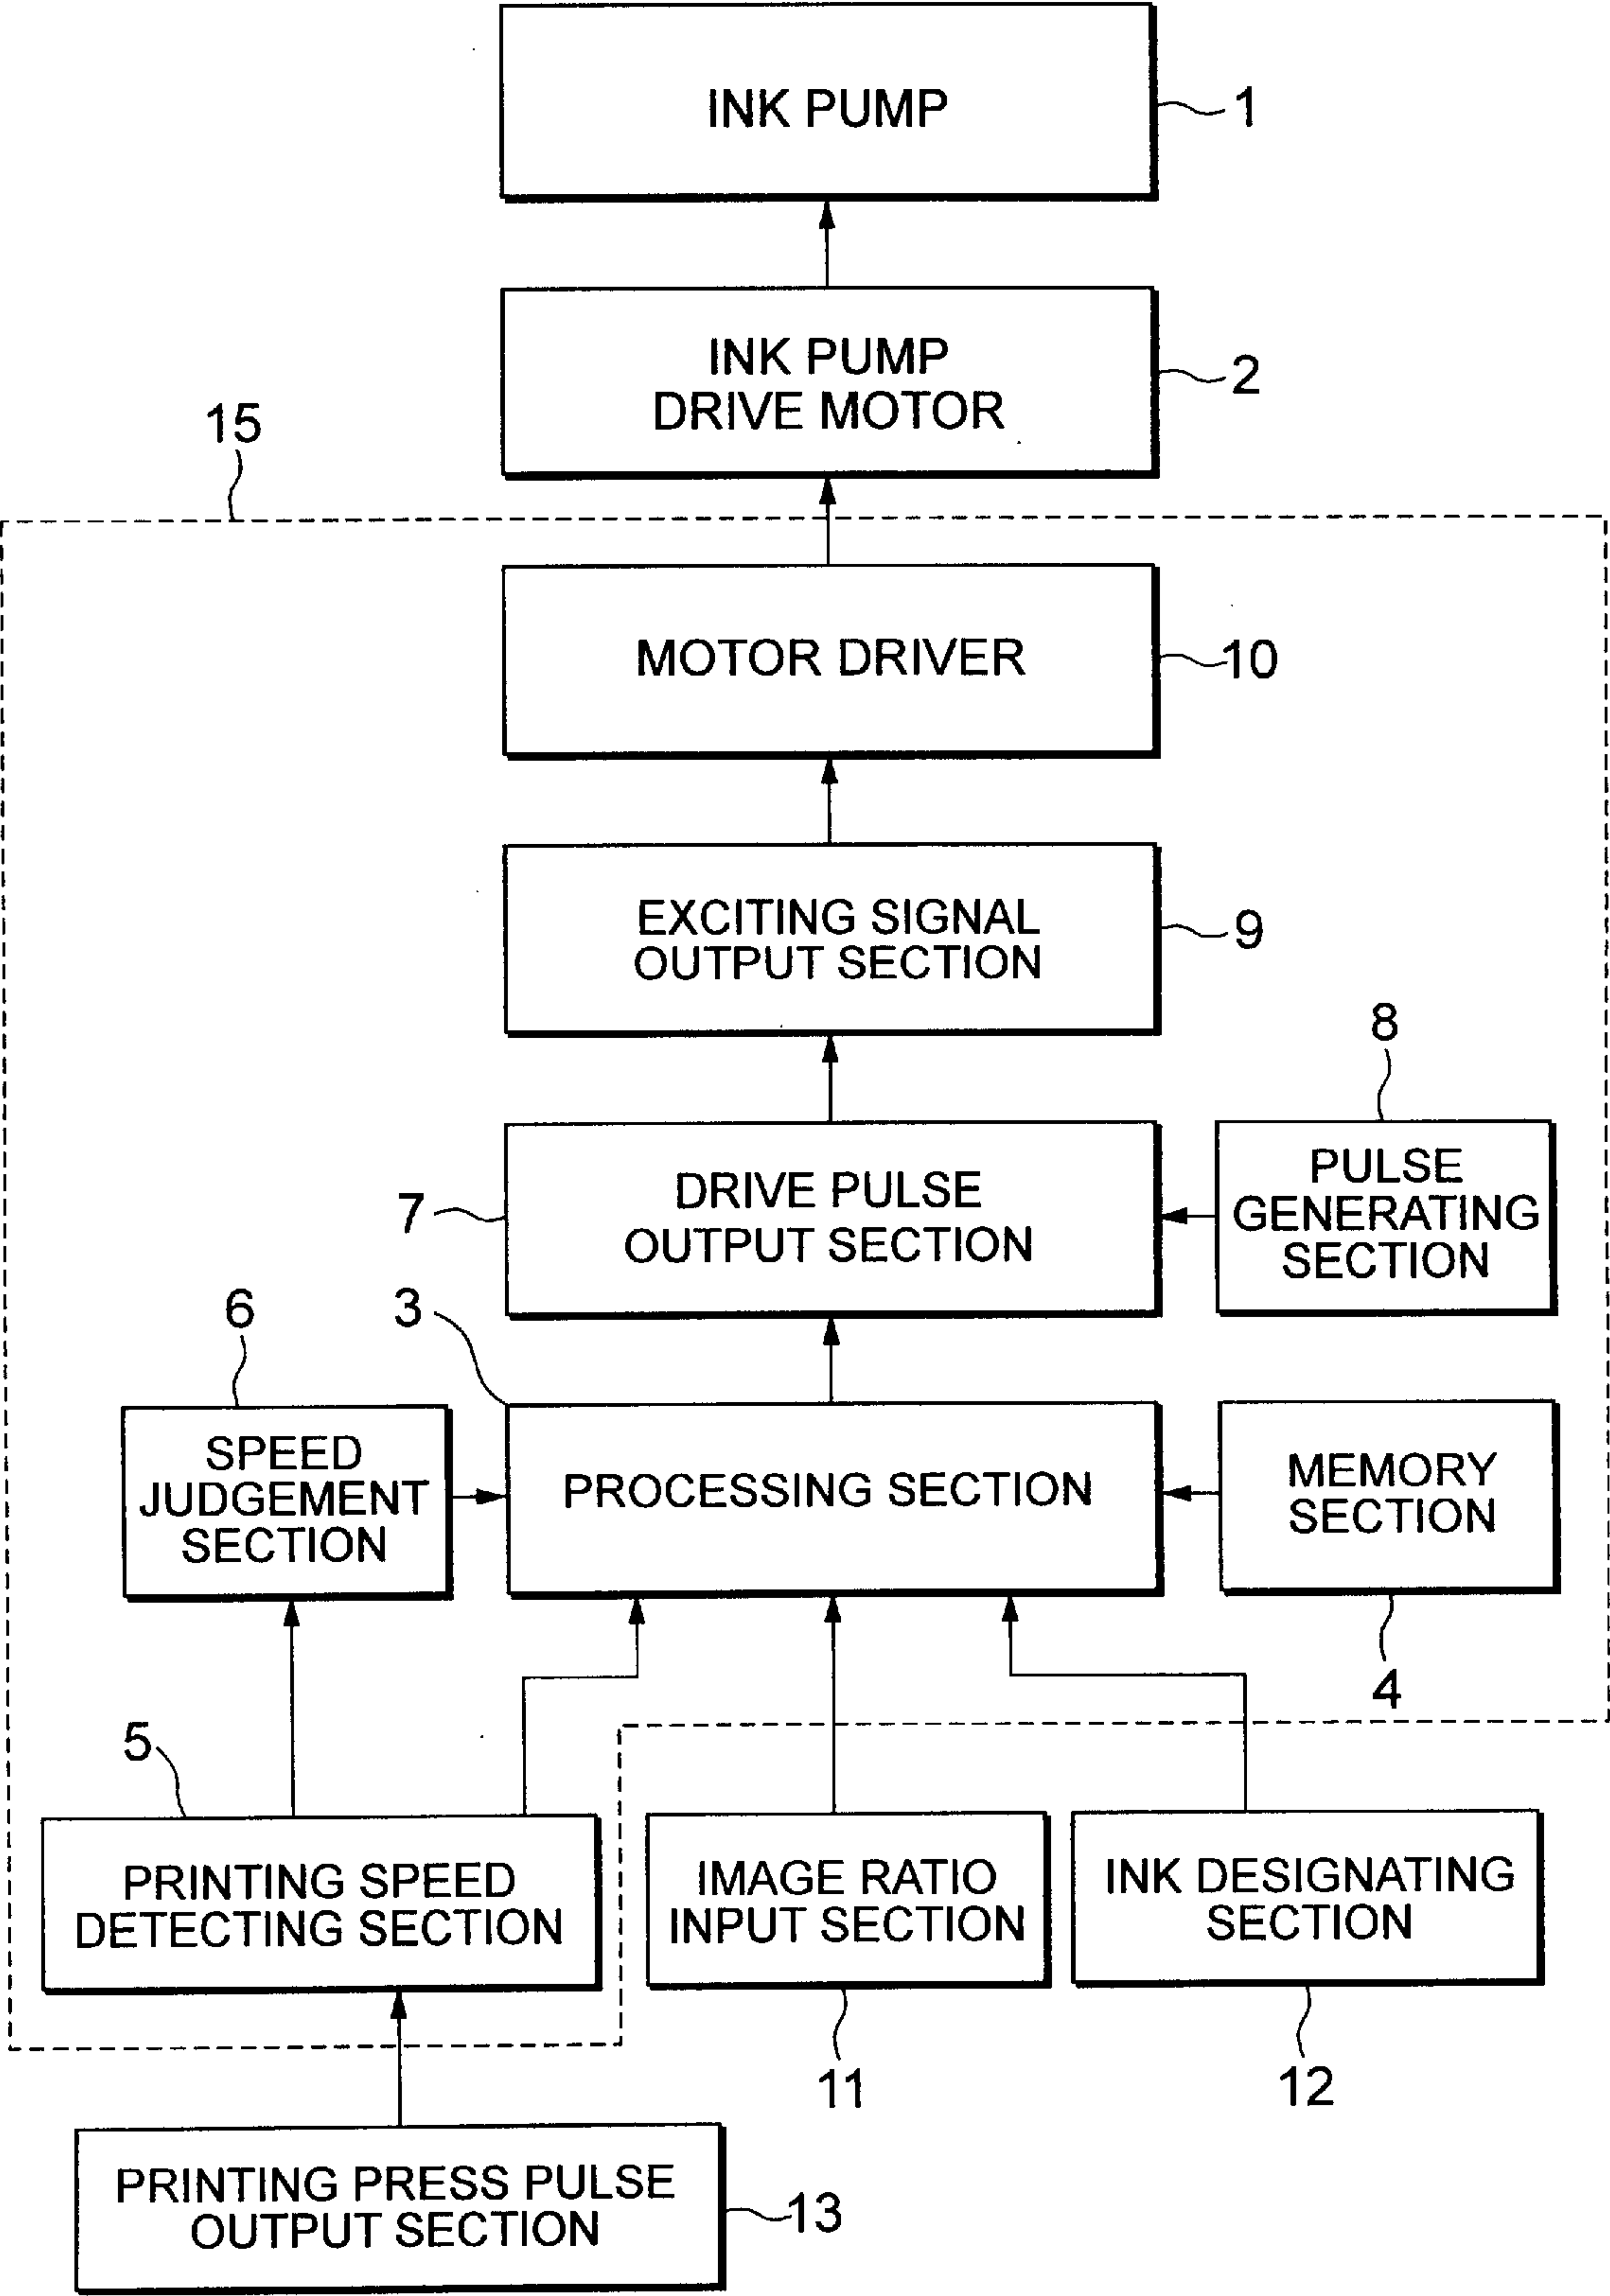 INK PUMP
1
INK PUMP
DRIVE MOTOR
2
15
MOTOR DRIVER
10
EXCITING SIGNAL
OUTPUT SECTION
9
8
DRIVE PULSE
OUTPUT SECTION
7
PULSE
GENERATING
SECTION
6
3
SPEED
JUDGEMENT
SECTION
PROCESSING SECTION
MEMORY
SECTION
4
5
PRINTING SPEED
DETECTING SECTION
IMAGE RATIO
INPUT SECTION
INK DESIGNATING
SECTION
11
12
PRINTING PRESS PULSE
OUTPUT SECTION
13